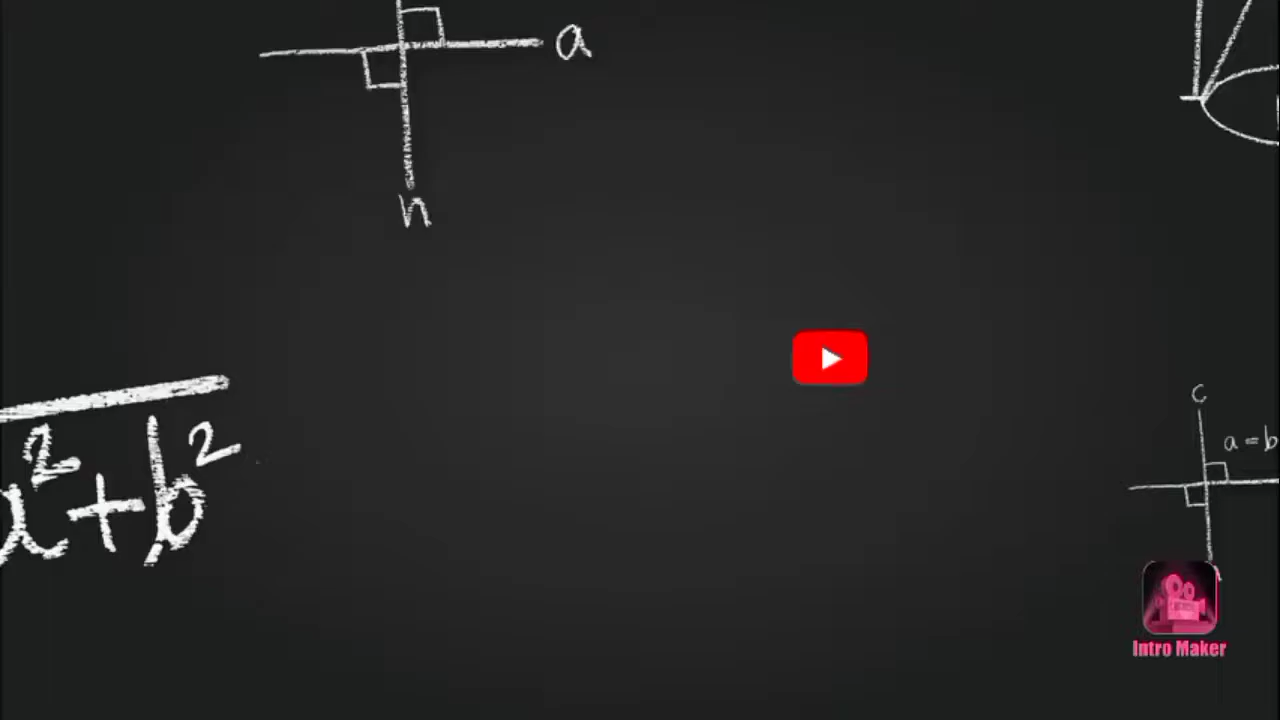 a
n
a²+b²
c
a=b
Intro Maker